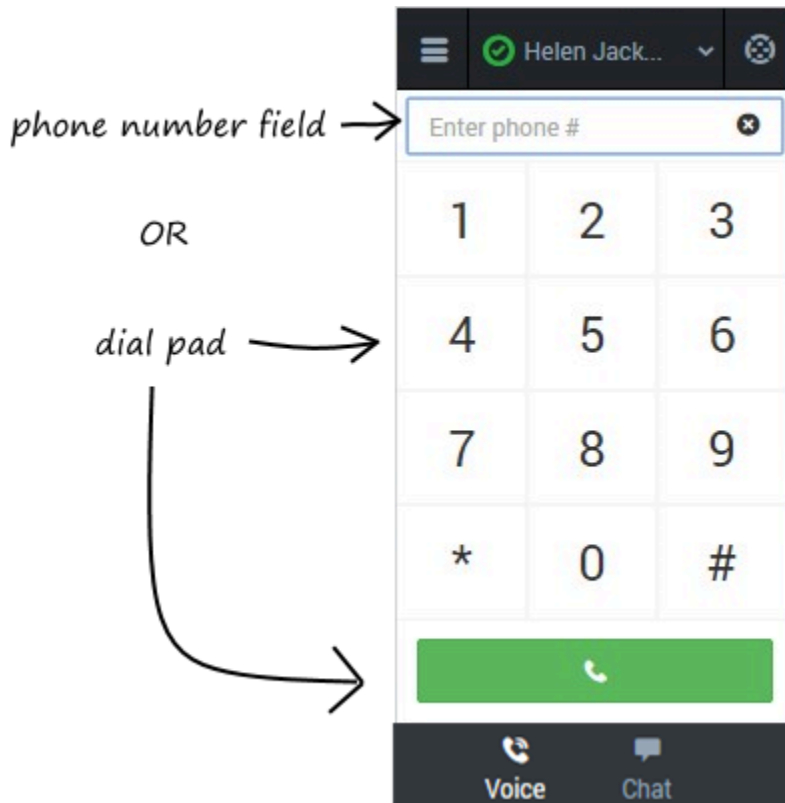 Helen Jack...
phone number field
Enter phone #
OR
dial pad
1 2 3
4 5 6
7 8 9
* 0 #
Voice Chat